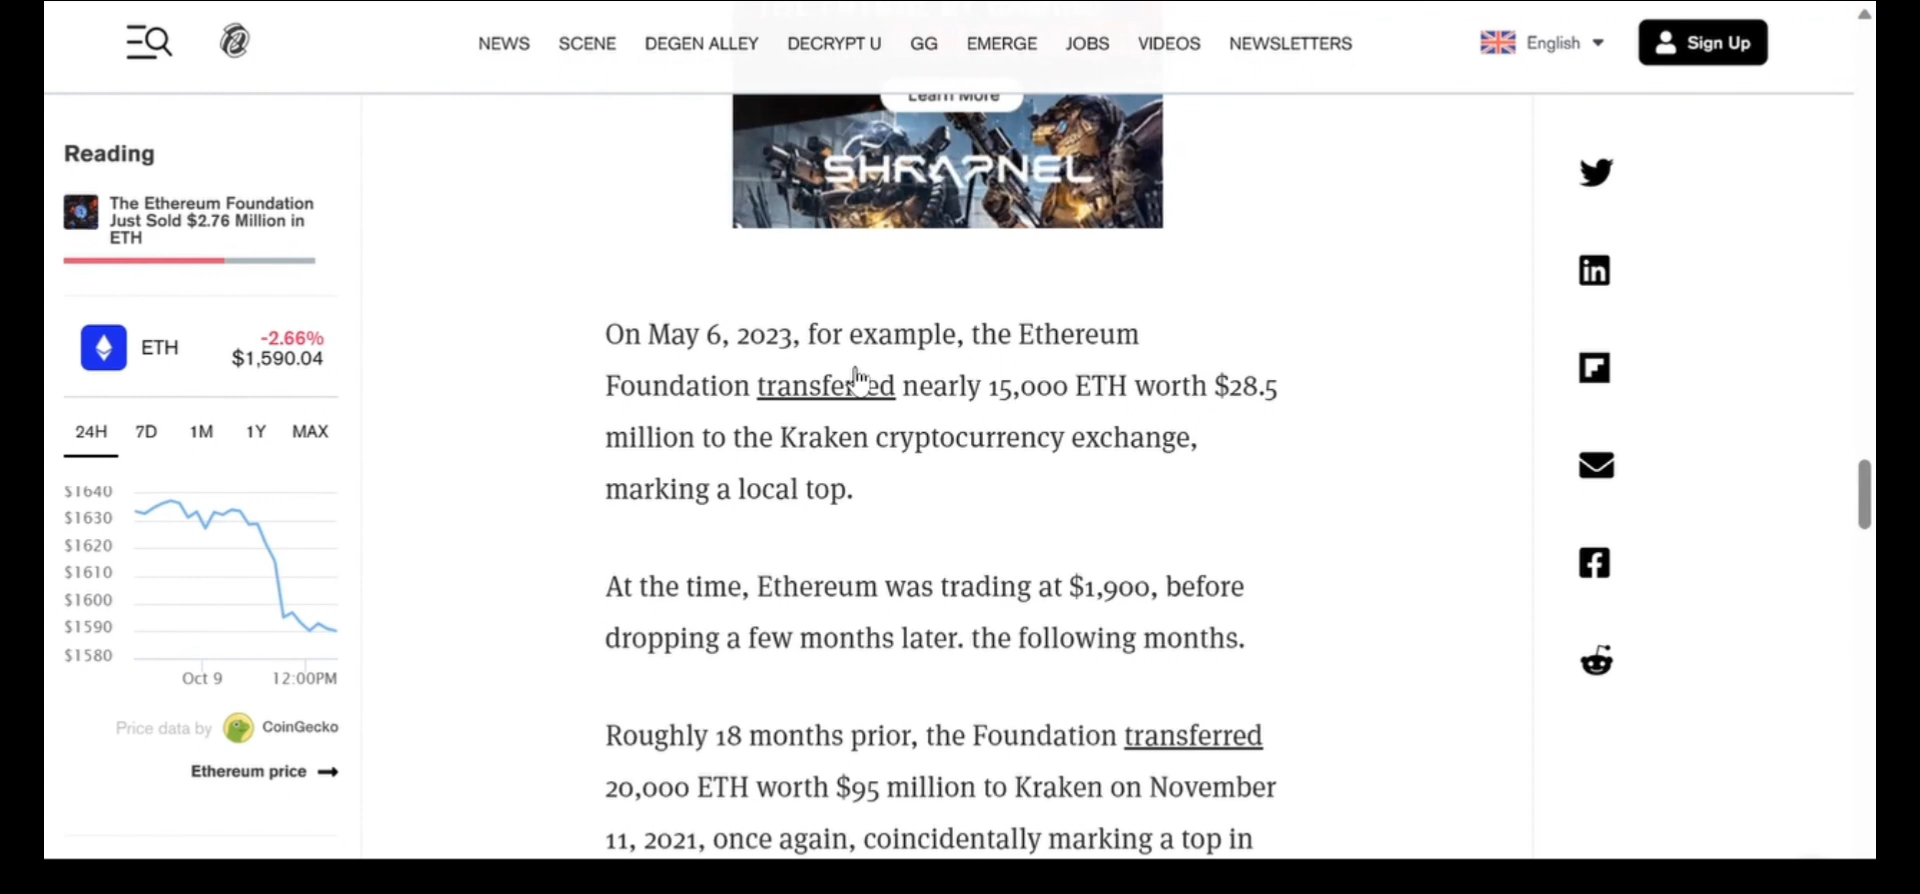 NEWS SCENE DEGEN ALLEY DECRYPT U GG EMERGE JOBS VIDEOS NEWSLETTERS
English
Sign Up
Learn More
SHRAPNEL
Reading
The Ethereum Foundation
Just Sold $2.76 Million in
ETH
ETH
-2.66%
$1,590.04
24H 7D 1M 1Y MAX
$1640
$1630
$1620
$1610
$1600
$1590
$1580
Oct 9 12:00PM
Price data by CoinGecko
Ethereum price
On May 6, 2023, for example, the Ethereum
Foundation transferred nearly 15,000 ETH worth $28.5
million to the Kraken cryptocurrency exchange,
marking a local top.
At the time, Ethereum was trading at $1,900, before
dropping a few months later. the following months.
Roughly 18 months prior, the Foundation transferred
20,000 ETH worth $95 million to Kraken on November
11, 2021, once again, coincidentally marking a top in